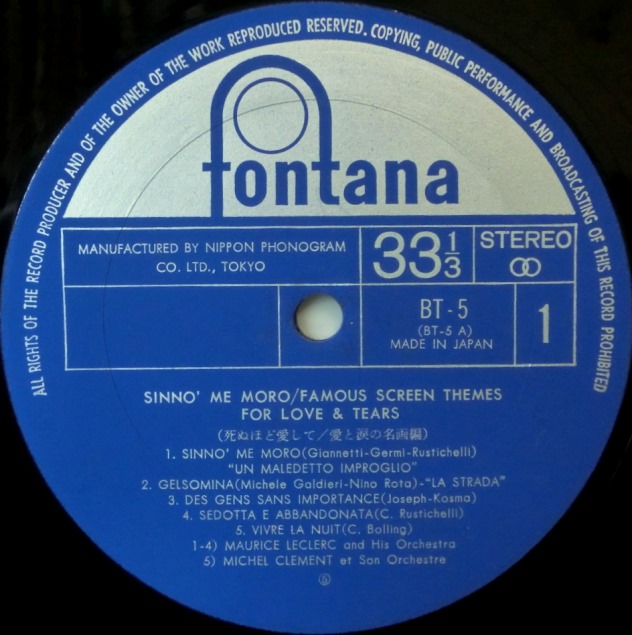 ALL RIGHTS OF THE RECORD PRODUCER AND OF THE OWNER OF THE WORK REPRODUCED RESERVED. COPYING, PUBLIC PERFORMANCE AND BROADCASTING OF THIS RECORD PROHIBITED
fontana
MANUFACTURED BY NIPPON PHONOGRAM
CO. LTD., TOKYO
33 1/3
STEREO
BT-5
(BT-5 A)
MADE IN JAPAN
1
SINNO' ME MORO/FAMOUS SCREEN THEMES
FOR LOVE & TEARS
(死ぬほど愛して/愛と涙の名画編)
1. SINNO' ME MORO(Giannetti-Germi-Rustichelli)
"UN MALEDETTO IMPROGLIO"
2. GELSOMINA(Michele Galdieri-Nino Rota)-"LA STRADA"
3. DES GENS SANS IMPORTANCE(Joseph-Kosma)
4. SEDOTTA E ABBANDONATA(C. Rustichelli)
5. VIVRE LA NUIT(C. Bolling)
1-4) MAURICE LECLERC and His Orchestra
5) MICHEL CLEMENT et Son Orchestre